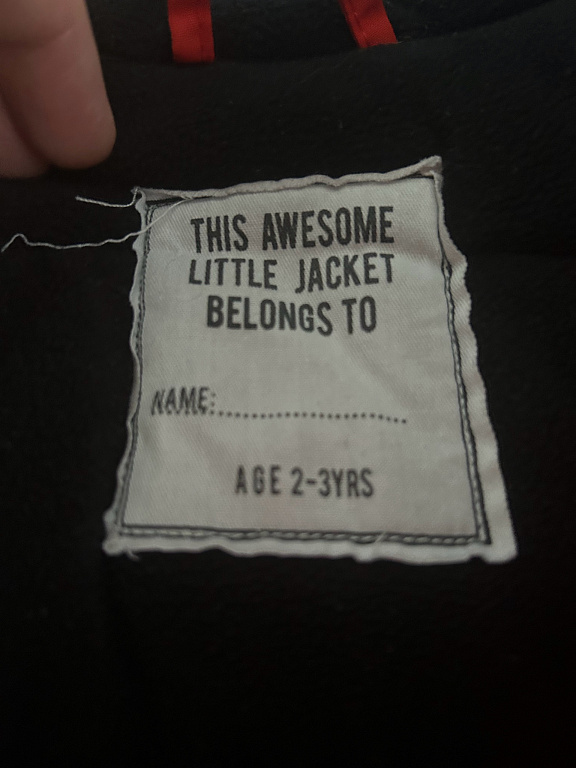 THIS AWESOME
LITTLE JACKET
BELONGS TO
NAME:........................
AGE 2-3YRS